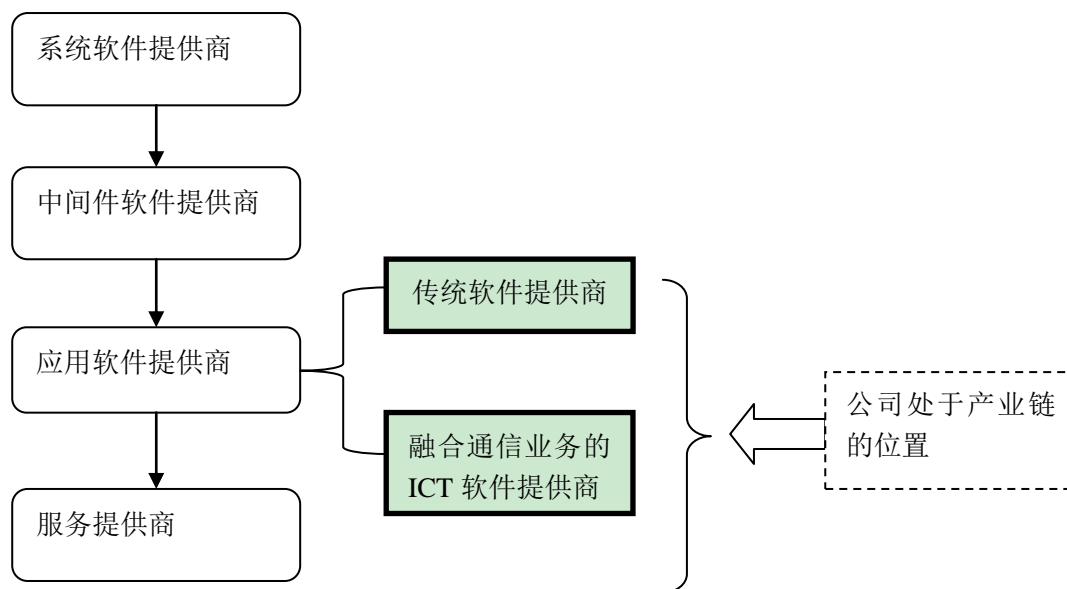 系统软件提供商
中间件软件提供商
应用软件提供商
服务提供商
传统软件提供商
融合通信业务的
ICT 软件提供商
公司处于产业链
的位置